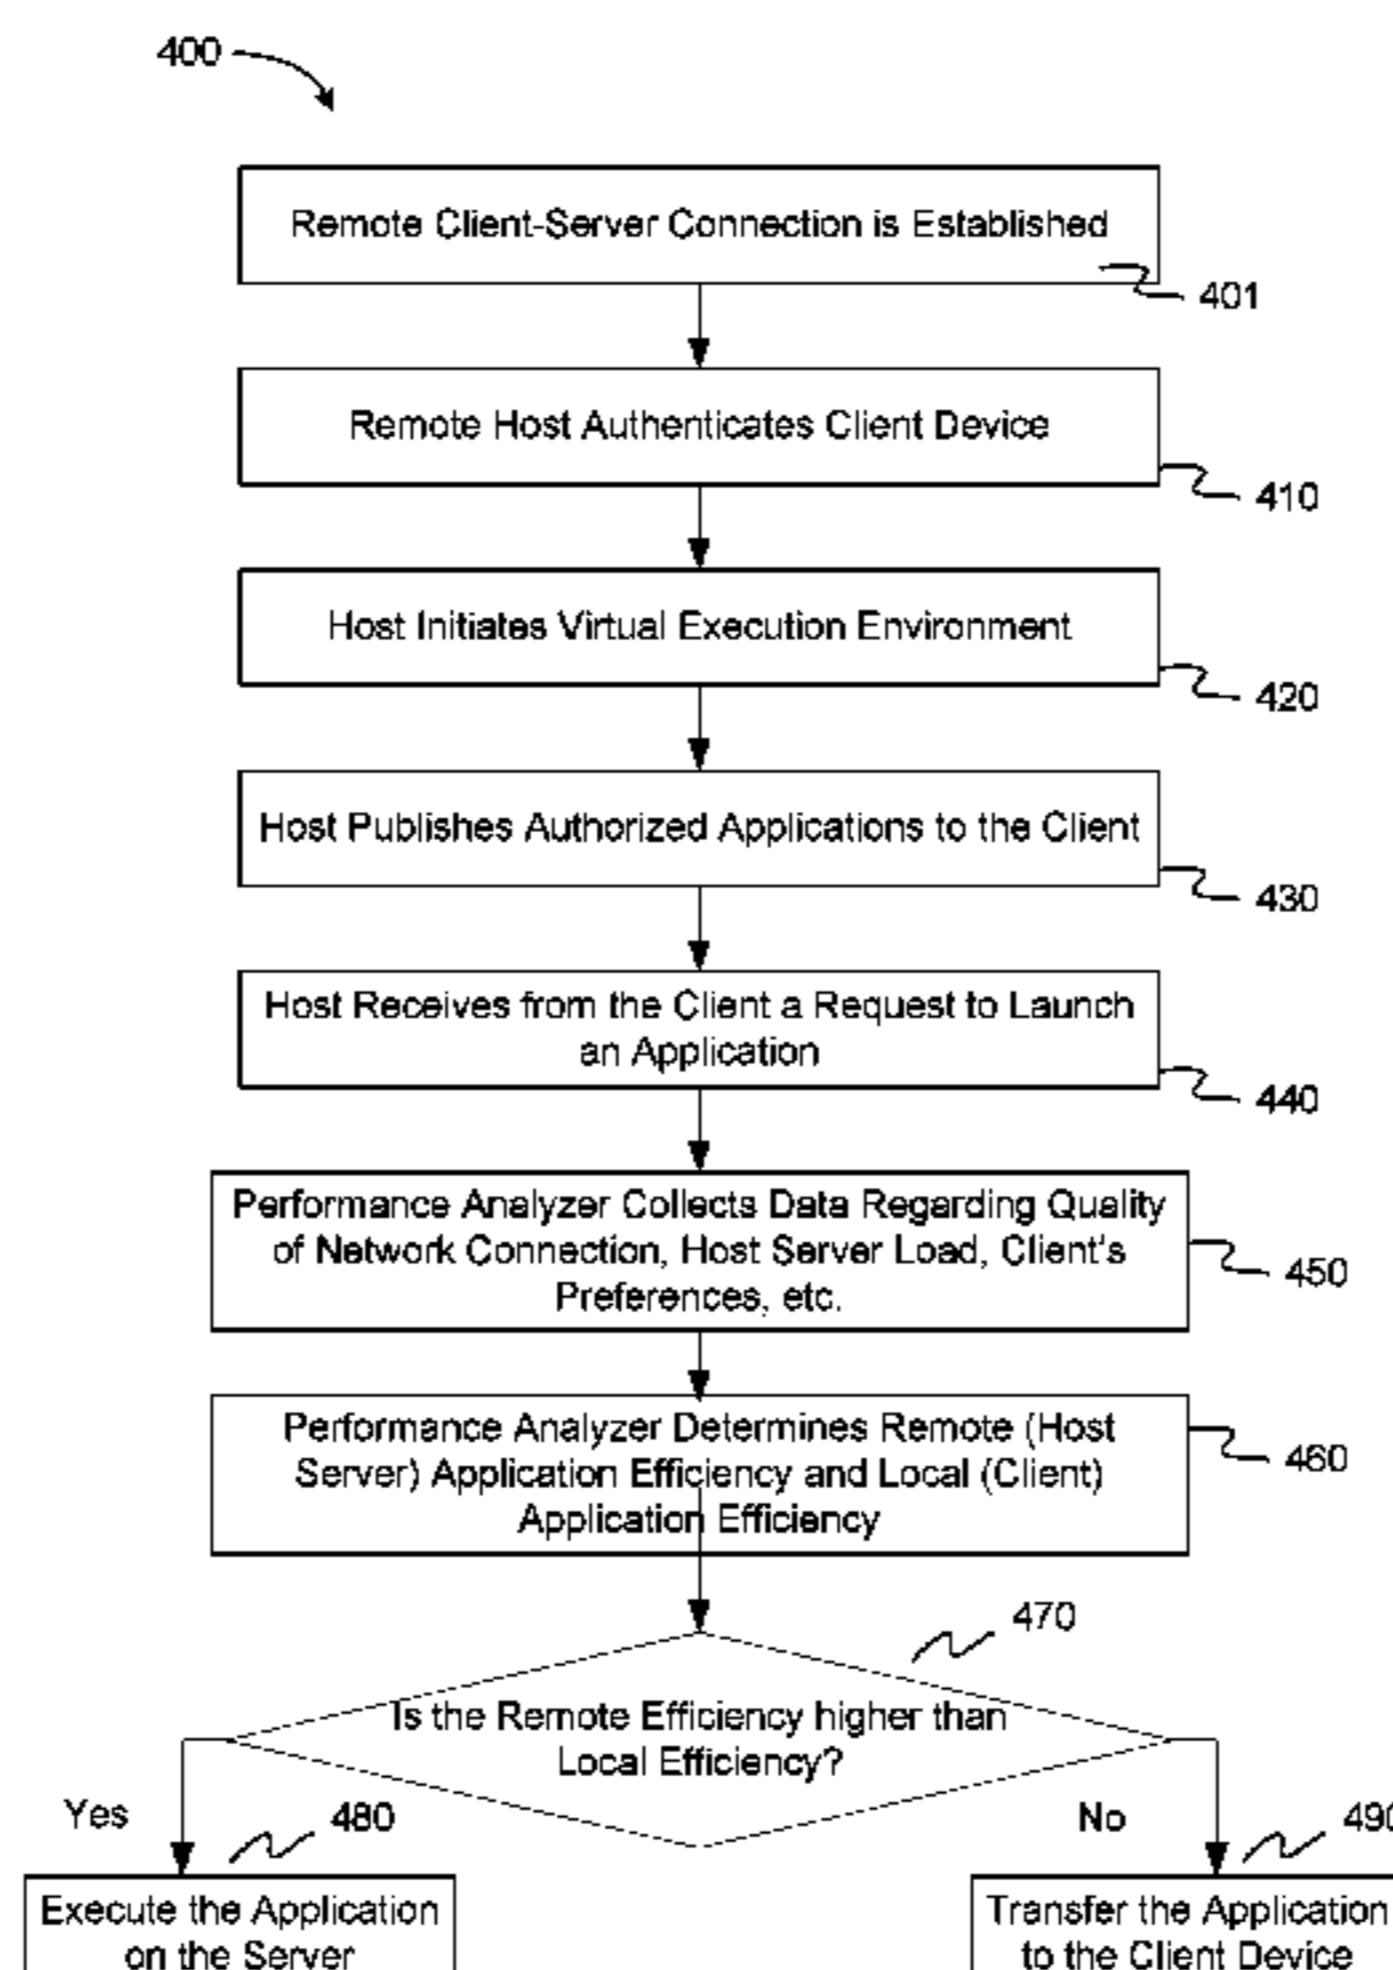 400
Remote Client-Server Connection is Established
401
Remote Host Authenticates Client Device
410
Host Initiates Virtual Execution Environment
420
Host Publishes Authorized Applications to the Client
430
Host Receives from the Client a Request to Launch
an Application
440
Performance Analyzer Collects Data Regarding Quality
of Network Connection, Host Server Load, Client's
Preferences, etc.
450
Performance Analyzer Determines Remote (Host
Server) Application Efficiency and Local (Client)
Application Efficiency
460
470
Is the Remote Efficiency higher than
Local Efficiency?
Yes
480
No
490
Execute the Application
on the Server
Transfer the Application
to the Client Device